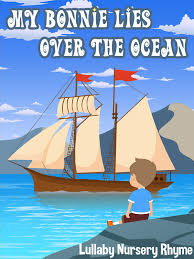 MY BONNIE LIES
OVER THE OCEAN
Lullaby Nursery Rhyme